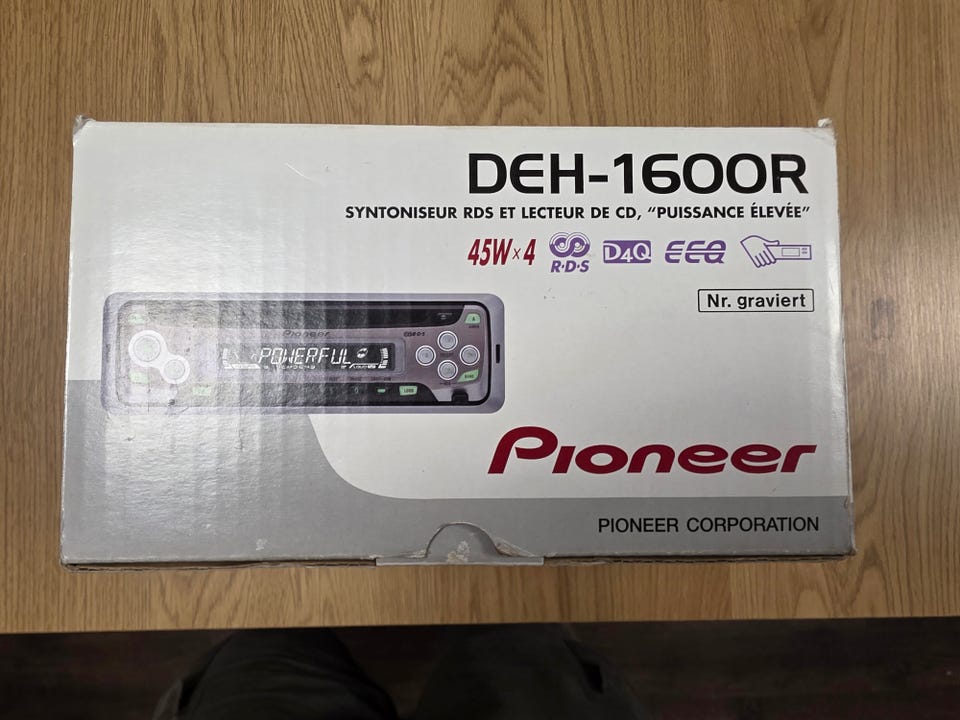 DEH-1600R
SYNTONISEUR RDS ET LECTEUR DE CD, “PUISSANCE ÉLEVÉE”
45W×4 R·D·S D4Q EEQ
Nr. graviert
Pioneer
POWERFUL
Pioneer
PIONEER CORPORATION